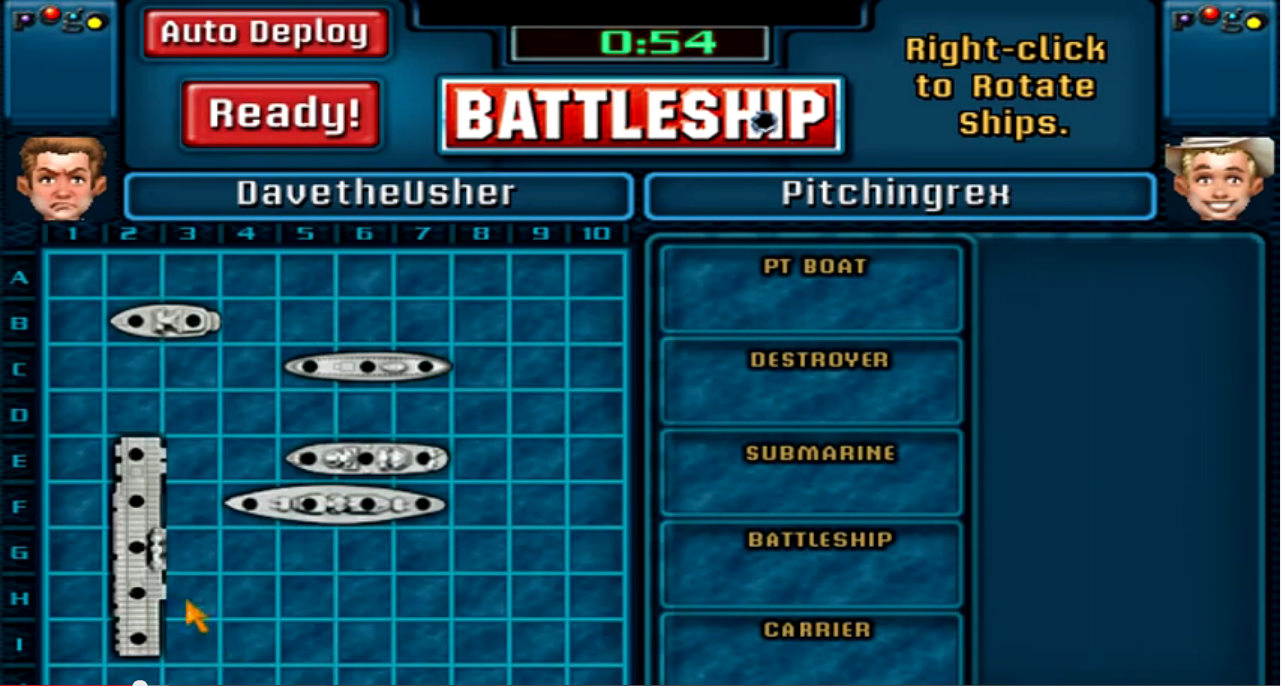 pogo
Auto Deploy
0:54
Right-click
to Rotate
Ships.
pogo
Ready!
BATTLESHIP
DavetheUsher
Pitchingrex
1 2 3 4 5 6 7 8 9 10
A
B
C
D
E
F
G
H
I
PT BOAT
DESTROYER
SUBMARINE
BATTLESHIP
CARRIER